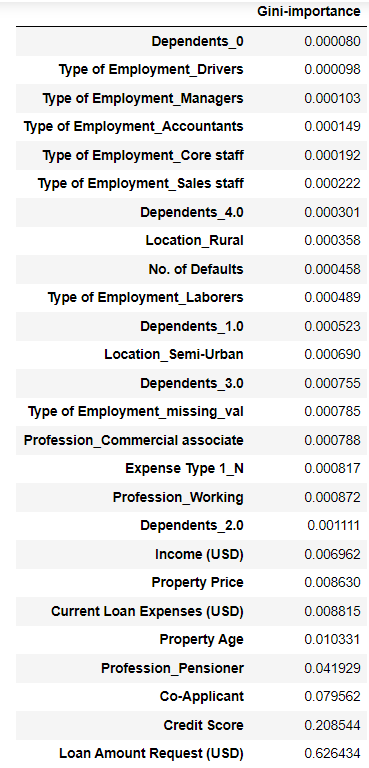 Gini-importance
Dependents_0 0.000080
Type of Employment_Drivers 0.000098
Type of Employment_Managers 0.000103
Type of Employment_Accountants 0.000149
Type of Employment_Core staff 0.000192
Type of Employment_Sales staff 0.000222
Dependents_4.0 0.000301
Location_Rural 0.000358
No. of Defaults 0.000458
Type of Employment_Laborers 0.000489
Dependents_1.0 0.000523
Location_Semi-Urban 0.000690
Dependents_3.0 0.000755
Type of Employment_missing_val 0.000785
Profession_Commercial associate 0.000788
Expense Type 1_N 0.000817
Profession_Working 0.000872
Dependents_2.0 0.001111
Income (USD) 0.006962
Property Price 0.008630
Current Loan Expenses (USD) 0.008815
Property Age 0.010331
Profession_Pensioner 0.041929
Co-Applicant 0.079562
Credit Score 0.208544
Loan Amount Request (USD) 0.626434